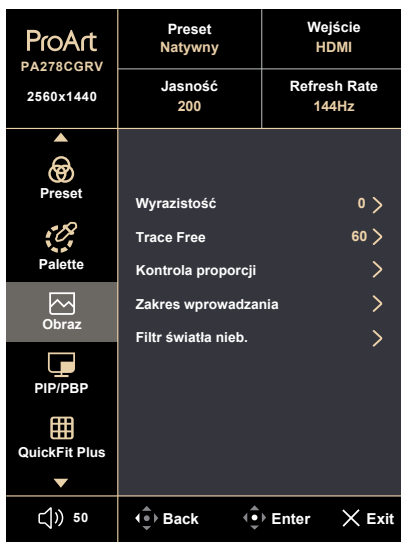 ProArt
PA278CGRV
2560x1440
Preset
Natywny
Wejście
HDMI
Jasność
200
Refresh Rate
144Hz
Preset
Palette
Obraz
PIP/PBP
QuickFit Plus
Wyrazistość 0
Trace Free 60
Kontrola proporcji
Zakres wprowadzania
Filtr światła nieb.
50 Back Enter Exit